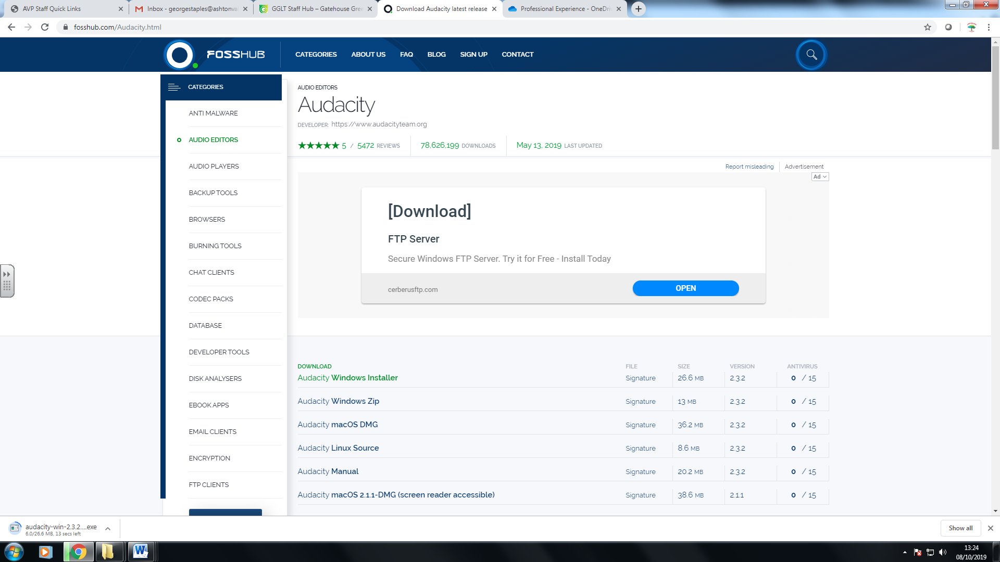 AVP Staff Quick Links
Inbox - georgestaples@ashtonva
GGLT Staff Hub – Gatehouse Gre
Download Audacity latest release
Professional Experience - OneDri
fosshub.com/Audacity.html
FOSSHUB
CATEGORIES ABOUT US FAQ BLOG SIGN UP CONTACT
CATEGORIES
ANTI MALWARE
AUDIO EDITORS
AUDIO PLAYERS
BACKUP TOOLS
BROWSERS
BURNING TOOLS
CHAT CLIENTS
CODEC PACKS
DATABASE
DEVELOPER TOOLS
DISK ANALYSERS
EBOOK APPS
EMAIL CLIENTS
ENCRYPTION
FTP CLIENTS
AUDIO EDITORS
Audacity
DEVELOPER: https://www.audacityteam.org
★★★★★ 5 / 5472 REVIEWS 78,626,199 DOWNLOADS May 13, 2019 LAST UPDATED
Report misleading Advertisement
Ad
[Download]
FTP Server
Secure Windows FTP Server. Try it for Free - Install Today
cerberusftp.com OPEN
DOWNLOAD FILE SIZE VERSION ANTIVIRUS
Audacity Windows Installer Signature 26.6 MB 2.3.2 0 / 15
Audacity Windows Zip Signature 13 MB 2.3.2 0 / 15
Audacity macOS DMG Signature 36.2 MB 2.3.2 0 / 15
Audacity Linux Source Signature 8.6 MB 2.3.2 0 / 15
Audacity Manual Signature 20.2 MB 2.3.2 0 / 15
Audacity macOS 2.1.1-DMG (screen reader accessible) Signature 38.6 MB 2.1.1 0 / 15
audacity-win-2.3.2....exe
6.0/26.6 MB, 13 secs left
Show all
13:24
08/10/2019